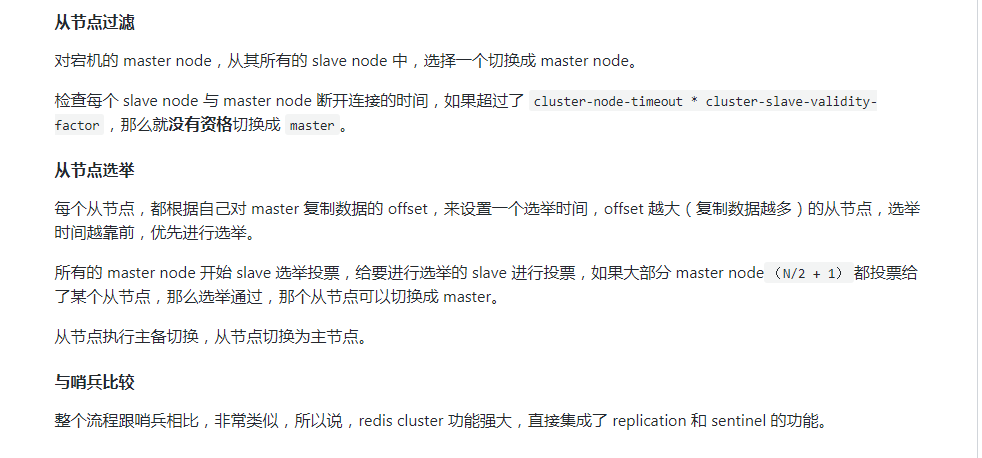 从节点过滤
对宕机的 master node，从其所有的 slave node 中，选择一个切换成 master node。
检查每个 slave node 与 master node 断开连接的时间，如果超过了 cluster-node-timeout * cluster-slave-validity-
factor ，那么就没有资格切换成 master 。
从节点选举
每个从节点，都根据自己对 master 复制数据的 offset，来设置一个选举时间，offset 越大（复制数据越多）的从节点，选举
时间越靠前，优先进行选举。
所有的 master node 开始 slave 选举投票，给要进行选举的 slave 进行投票，如果大部分 master node（N/2 + 1）都投票给
了某个从节点，那么选举通过，那个从节点可以切换成 master。
从节点执行主备切换，从节点切换为主节点。
与哨兵比较
整个流程跟哨兵相比，非常类似，所以说，redis cluster 功能强大，直接集成了 replication 和 sentinel 的功能。